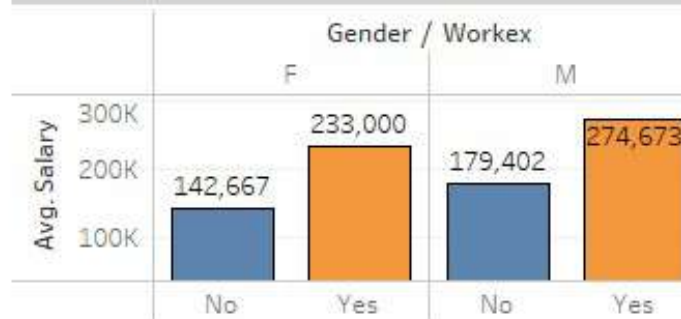 Gender / Workex
F M
300K
233,000 274,673
200K 142,667 179,402
Avg. Salary
100K
No Yes No Yes